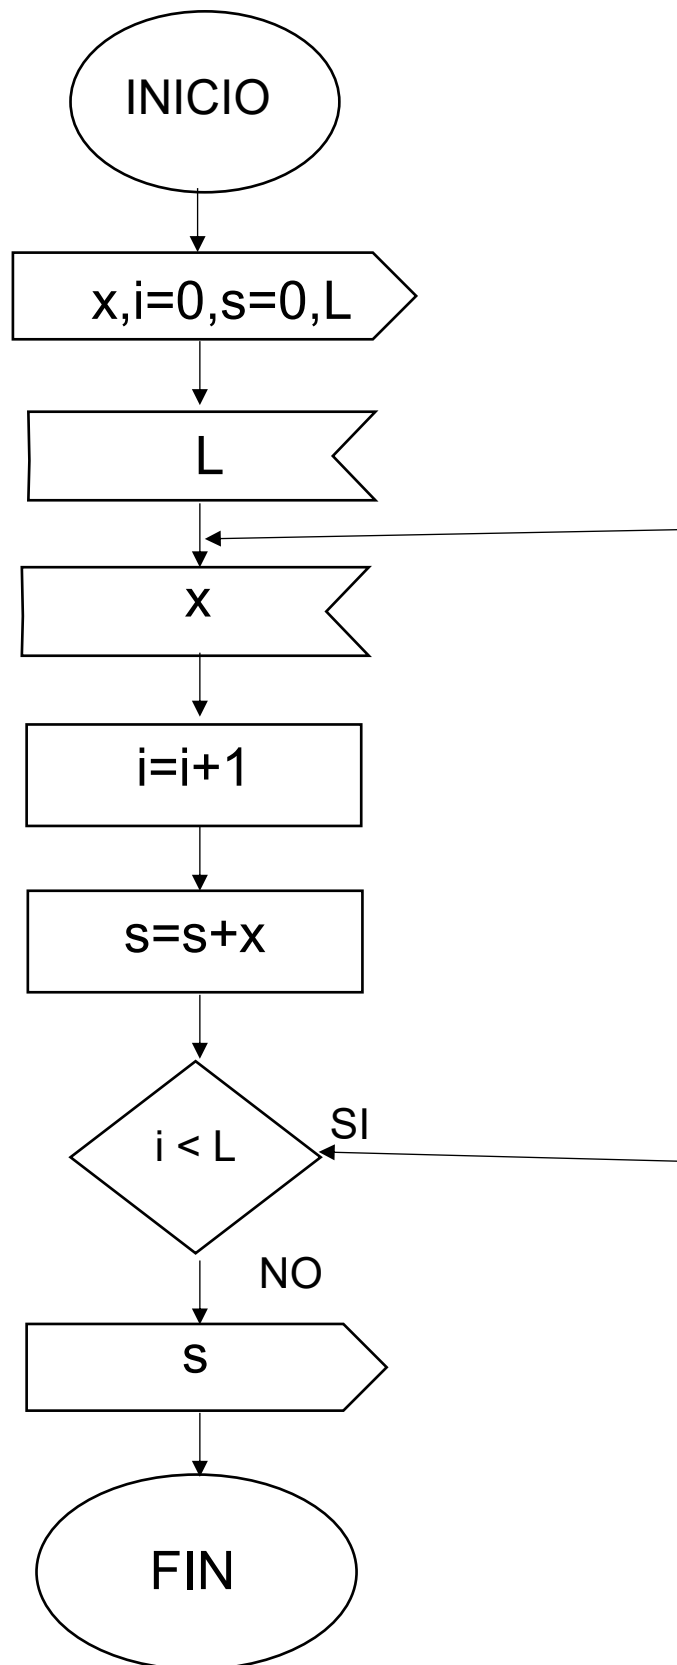 INICIO
x,i=0,s=0,L
L
x
i=i+1
s=s+x
i < L
SI
NO
s
FIN